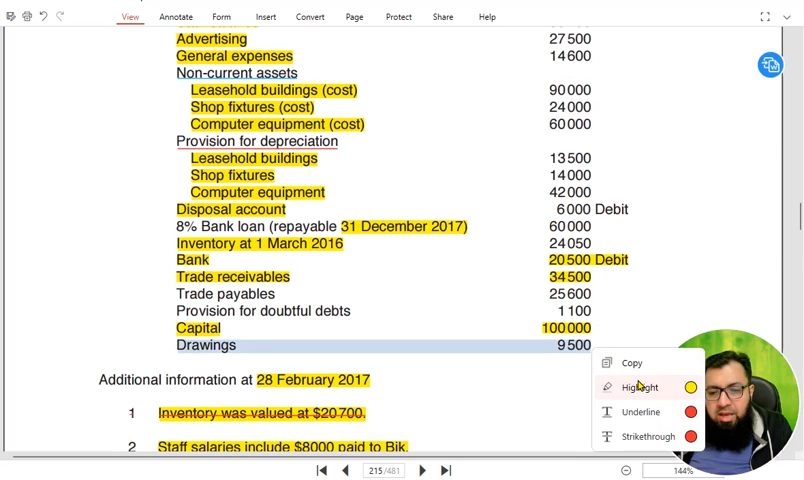 View Annotate Form Insert Convert Page Protect Share Help
Advertising 27 500
General expenses 14 600
Non-current assets
Leasehold buildings (cost) 90 000
Shop fixtures (cost) 24 000
Computer equipment (cost) 60 000
Provision for depreciation
Leasehold buildings 13 500
Shop fixtures 14 000
Computer equipment 42 000
Disposal account 6 000 Debit
8% Bank loan (repayable 31 December 2017) 60 000
Inventory at 1 March 2016 24 050
Bank 20 500 Debit
Trade receivables 34 500
Trade payables 25 600
Provision for doubtful debts 1 100
Capital 100 000
Drawings 9 500
Copy
Highlight
Underline
Strikethrough
Additional information at 28 February 2017
1 Inventory was valued at $20 700.
2 Staff salaries include $8000 paid to Bik.
215/481
144%